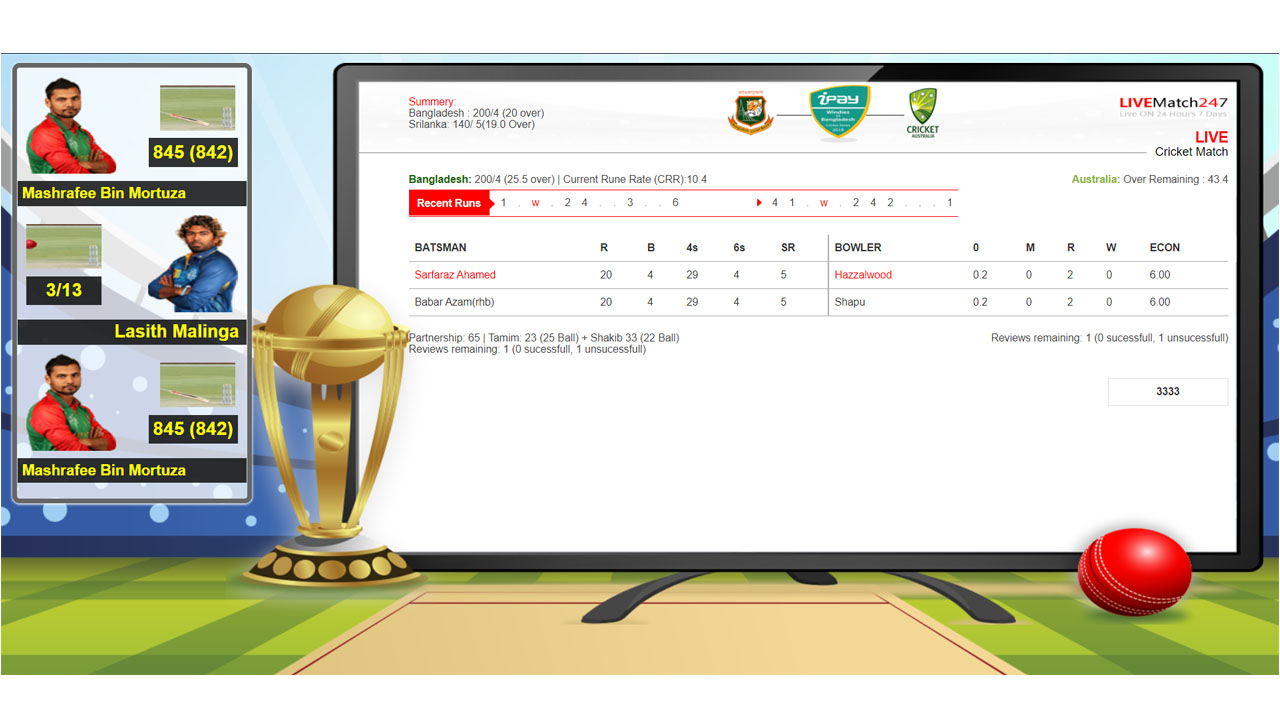 845 (842)
Mashrafee Bin Mortuza
3/13
Lasith Malinga
845 (842)
Mashrafee Bin Mortuza
Summery:
Bangladesh : 200/4 (20 over)
Srilanka: 140/ 5(19.0 Over)
ipay
Windies
Bangladesh
CRICKET
AUSTRALIA
LIVEMatch247
Live ON 24 Hours 7 Days
LIVE
Cricket Match
Bangladesh: 200/4 (25.5 over) | Current Rune Rate (CRR):10.4
Australia: Over Remaining : 43.4
Recent Runs 1 . w . 2 4 . . 3 . . 6 4 1 . w . 2 4 2 . . . 1
BATSMAN R B 4s 6s SR BOWLER 0 M R W ECON
Sarfaraz Ahamed 20 4 29 4 5 Hazzalwood 0.2 0 2 0 6.00
Babar Azam(rhb) 20 4 29 4 5 Shapu 0.2 0 2 0 6.00
Partnership: 65 | Tamim: 23 (25 Ball) + Shakib 33 (22 Ball)
Reviews remaining: 1 (0 sucessfull, 1 unsucessfull)
Reviews remaining: 1 (0 sucessfull, 1 unsucessfull)
3333